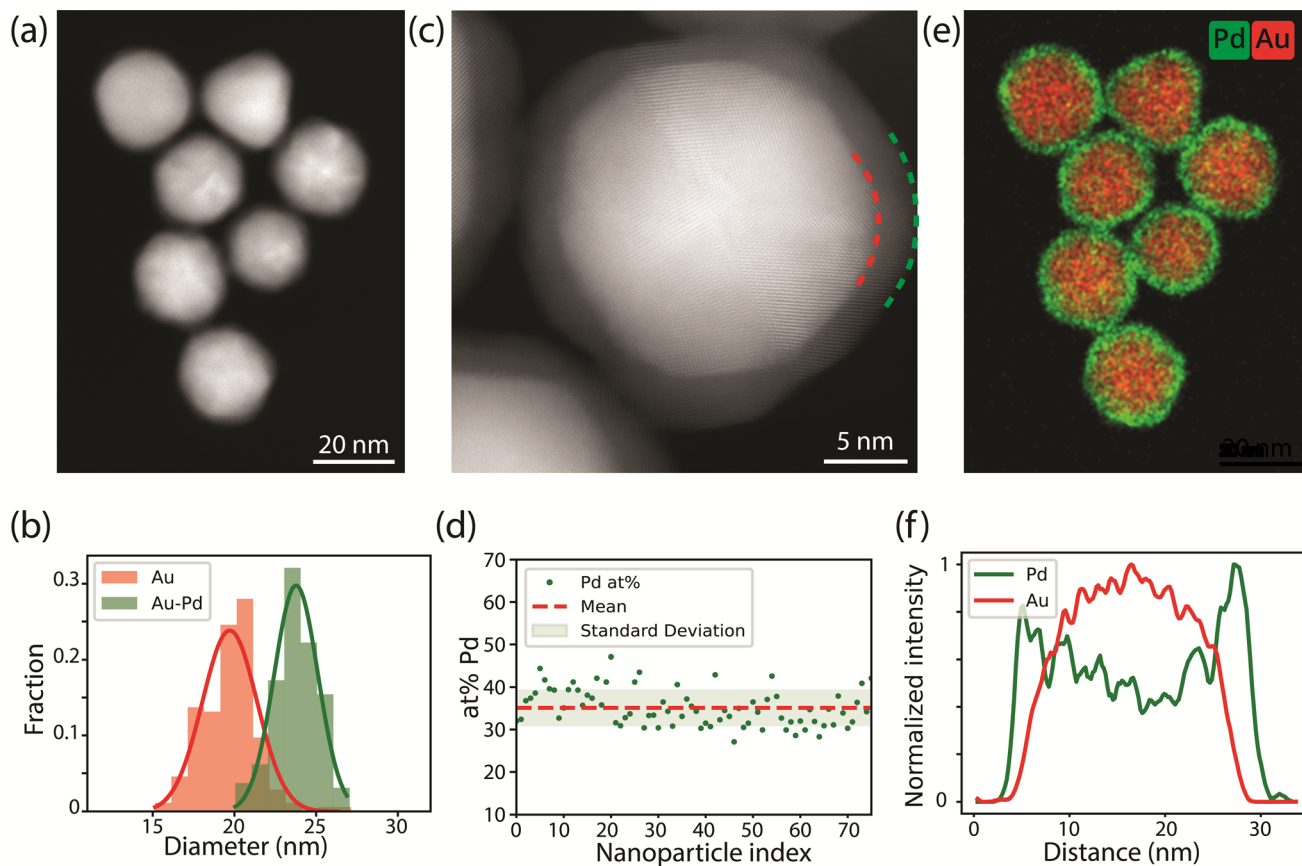 (a)
20 nm
(c)
5 nm
(e)
Pd Au
nm
(b)
Au
Au-Pd
Fraction
0.3
0.2
0.1
0
15 20 25 30
Diameter (nm)
(d)
Pd at%
Mean
Standard Deviation
at% Pd
70
60
50
40
30
20
10
0 10 20 30 40 50 60 70
Nanoparticle index
(f)
Pd
Au
Normalized intensity
1
0
0 10 20 30
Distance (nm)